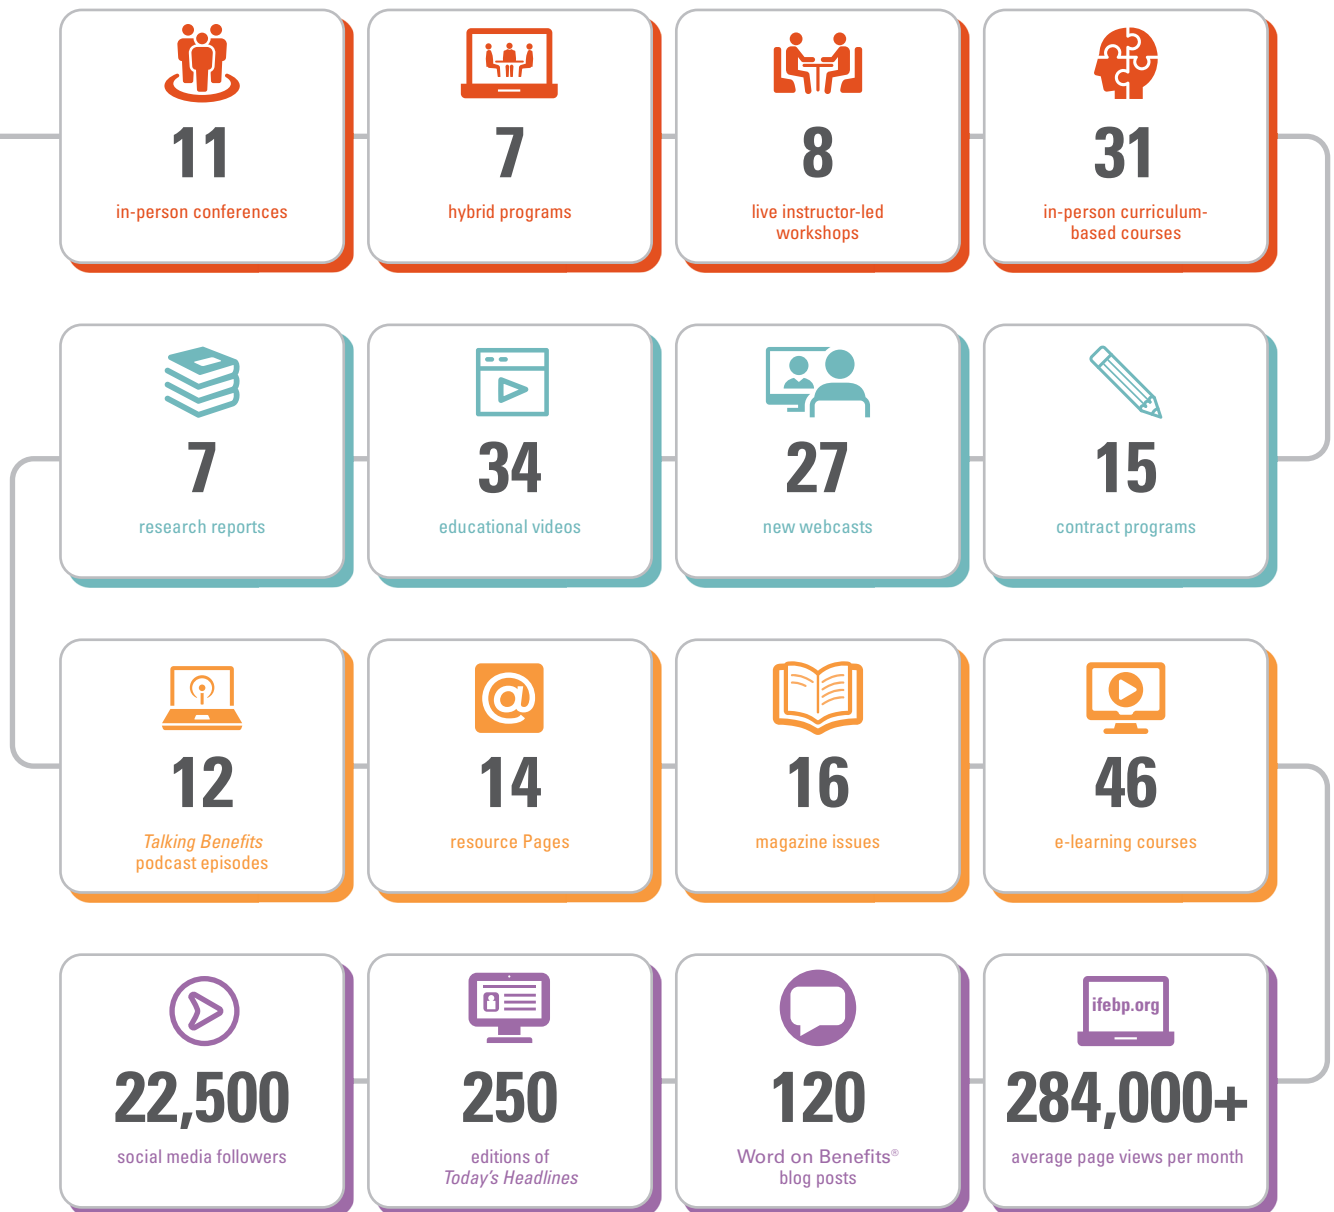 11
in-person conferences
7
hybrid programs
8
live instructor-led
workshops
31
in-person curriculum-
based courses
7
research reports
34
educational videos
27
new webcasts
15
contract programs
12
Talking Benefits
podcast episodes
@
14
resource Pages
16
magazine issues
46
e-learning courses
22,500
social media followers
250
editions of
Today's Headlines
120
Word on Benefits®
blog posts
ifebp.org
284,000+
average page views per month